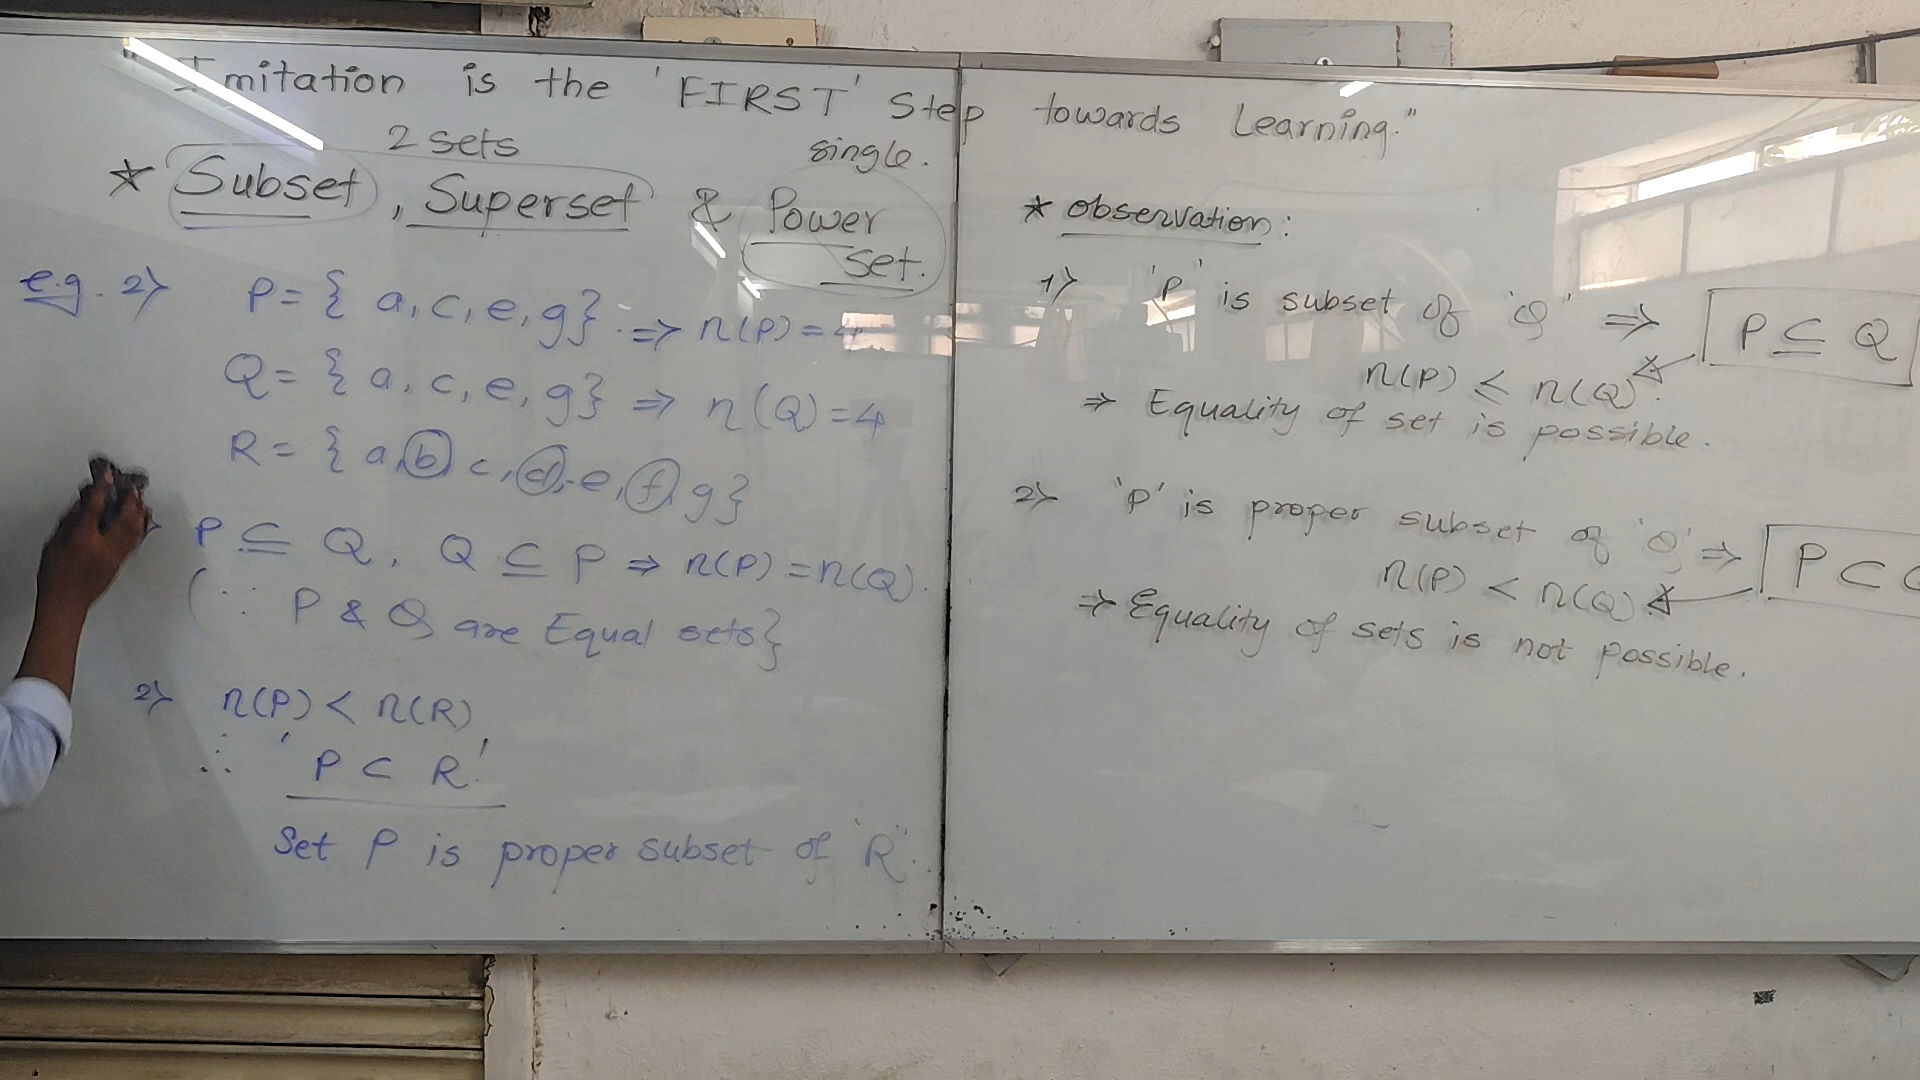 "Imitation is the 'FIRST' Step towards Learning."
2 sets single.
* Subset, Superset & Power set.
e.g. 2) P = { a, c, e, g } ⇒ n(P) = 4
Q = { a, c, e, g } ⇒ n(Q) = 4
R = { a, b, c, d, e, f, g }
P ⊆ Q, Q ⊆ P ⇒ n(P) = n(Q).
(∵ P & Q are Equal sets}
2) n(P) < n(R)
∴ 'P ⊂ R'
Set P is proper subset of "R".
* Observation:
1) 'P' is subset of 'Q' ⇒ P ⊆ Q
n(P) ≤ n(Q).
⇒ Equality of set is possible.
2) 'P' is proper subset of 'Q' ⇒ P ⊂
n(P) < n(Q)
⇒ Equality of sets is not possible.